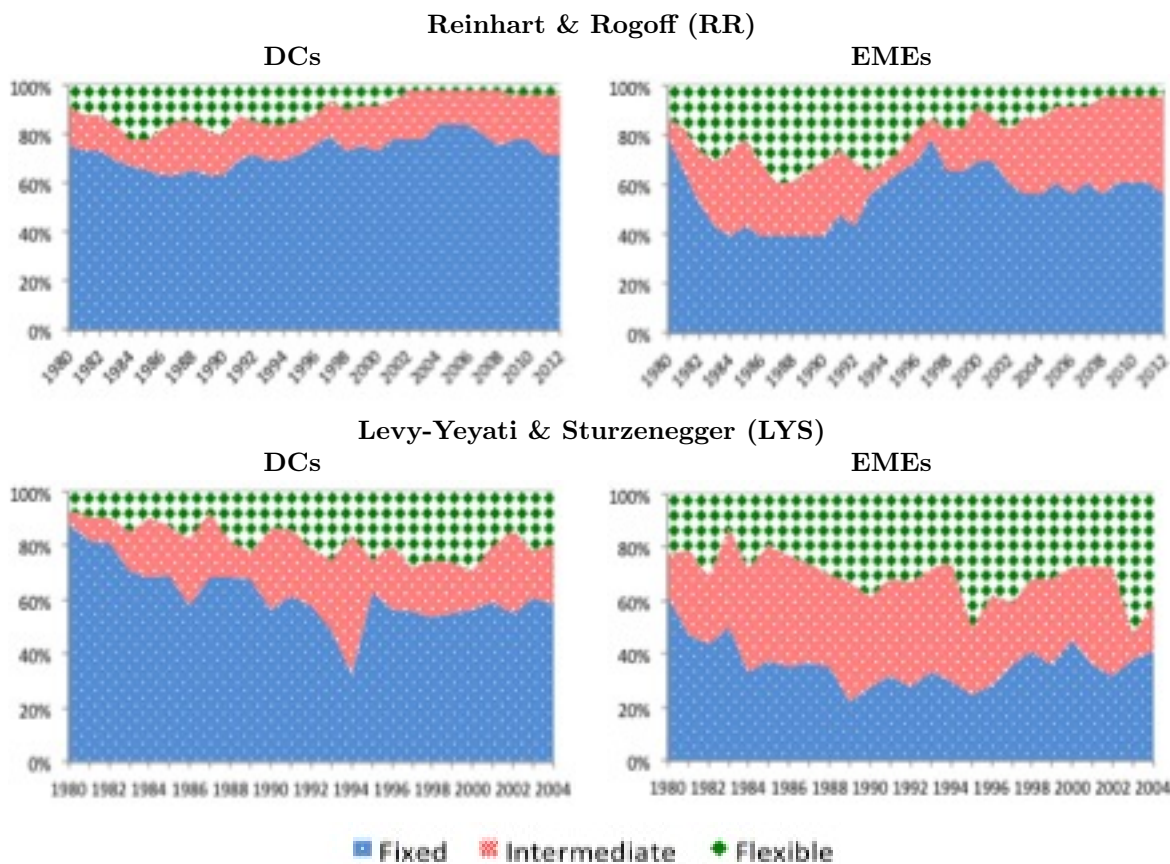 Reinhart & Rogoff (RR)
DCs EMEs
100% 100%
80% 80%
60% 60%
40% 40%
20% 20%
0% 0%
1980 1982 1984 1986 1988 1990 1992 1994 1996 1998 2000 2002 2004 2006 2008 2010 2012 1980 1982 1984 1986 1988 1990 1992 1994 1996 1998 2000 2002 2004 2006 2008 2010 2012
Levy-Yeyati & Sturzenegger (LYS)
DCs EMEs
100% 100%
80% 80%
60% 60%
40% 40%
20% 20%
0% 0%
1980 1982 1984 1986 1988 1990 1992 1994 1996 1998 2000 2002 2004 1980 1982 1984 1986 1988 1990 1992 1994 1996 1998 2000 2002 2004
Fixed Intermediate Flexible